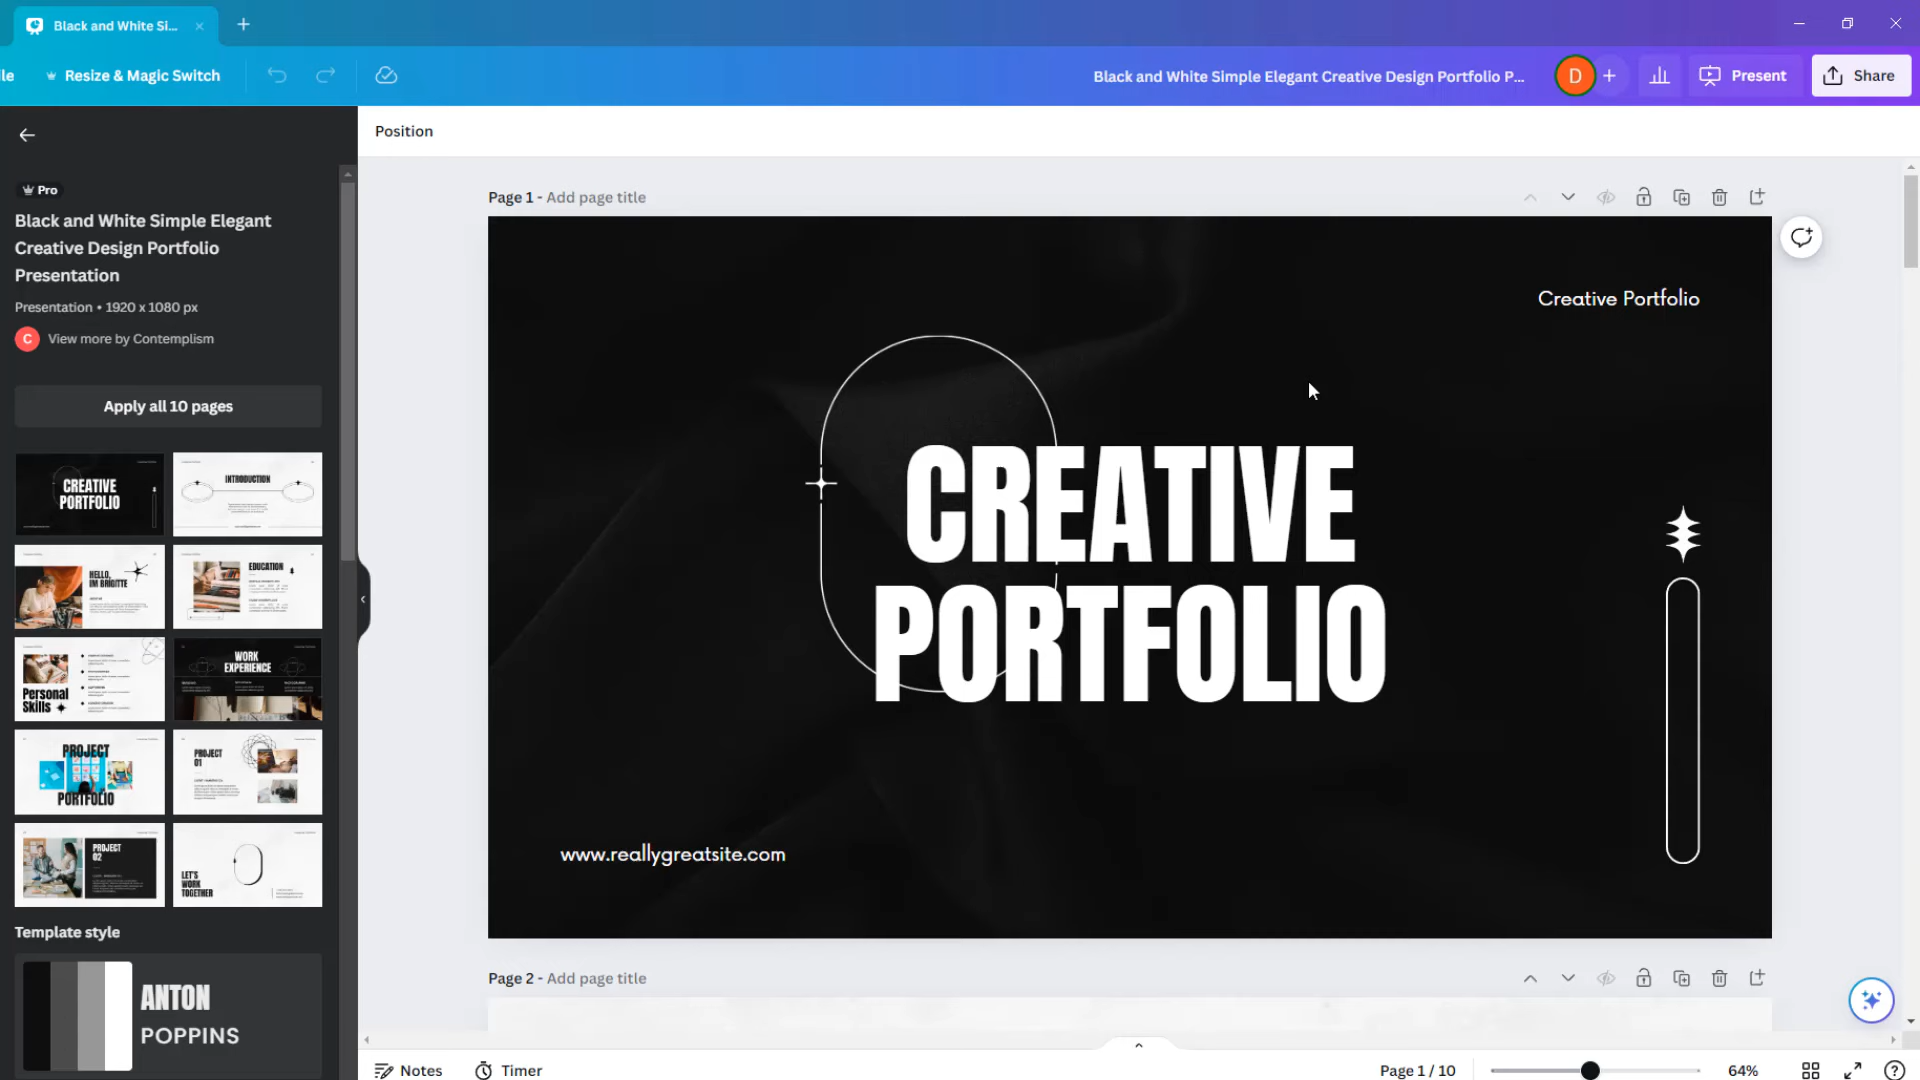 Black and White Si...
le
Resize & Magic Switch
Black and White Simple Elegant Creative Design Portfolio P...
D
Present
Share
Position
Pro
Black and White Simple Elegant
Creative Design Portfolio
Presentation
Presentation • 1920 x 1080 px
C
View more by Contemplism
Apply all 10 pages
CREATIVE
PORTFOLIO
INTRODUCTION
HELLO,
IM BRIGITTE
EDUCATION
Personal
Skills
WORK
EXPERIENCE
PROJECT
PORTFOLIO
PROJECT
01
PROJECT
02
LET'S
WORK
TOGETHER
Template style
ANTON
POPPINS
Page 1 - Add page title
Creative Portfolio
CREATIVE
PORTFOLIO
www.reallygreatsite.com
Page 2 - Add page title
Notes
Timer
Page 1 / 10
64%